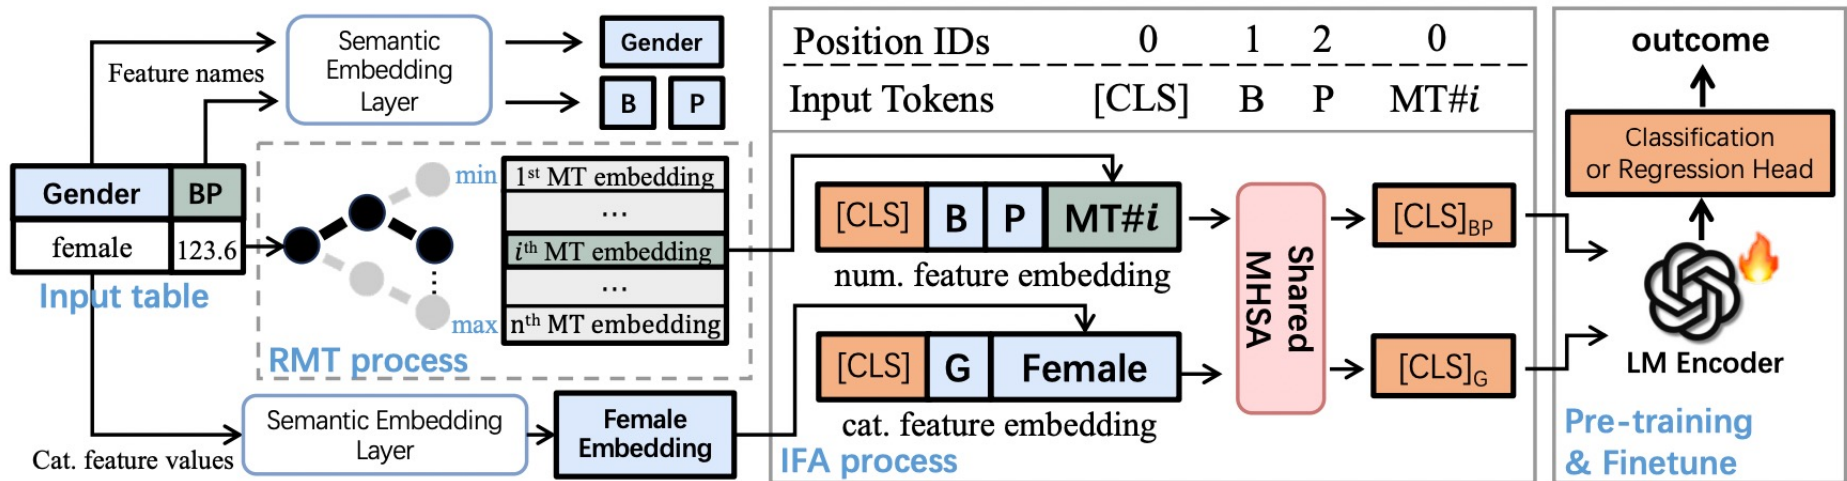 Feature names
Semantic
Embedding
Layer
Gender
B P
Gender BP
female 123.6
Input table
min
max
1st MT embedding
...
ith MT embedding
...
nth MT embedding
RMT process
Cat. feature values
Semantic Embedding
Layer
Female
Embedding
Position IDs 0 1 2 0
Input Tokens [CLS] B P MT#i
[CLS] B P MT#i
num. feature embedding
[CLS] G Female
cat. feature embedding
Shared
MHSA
[CLS]BP
[CLS]G
IFA process
outcome
Classification
or Regression Head
LM Encoder
Pre-training
& Finetune